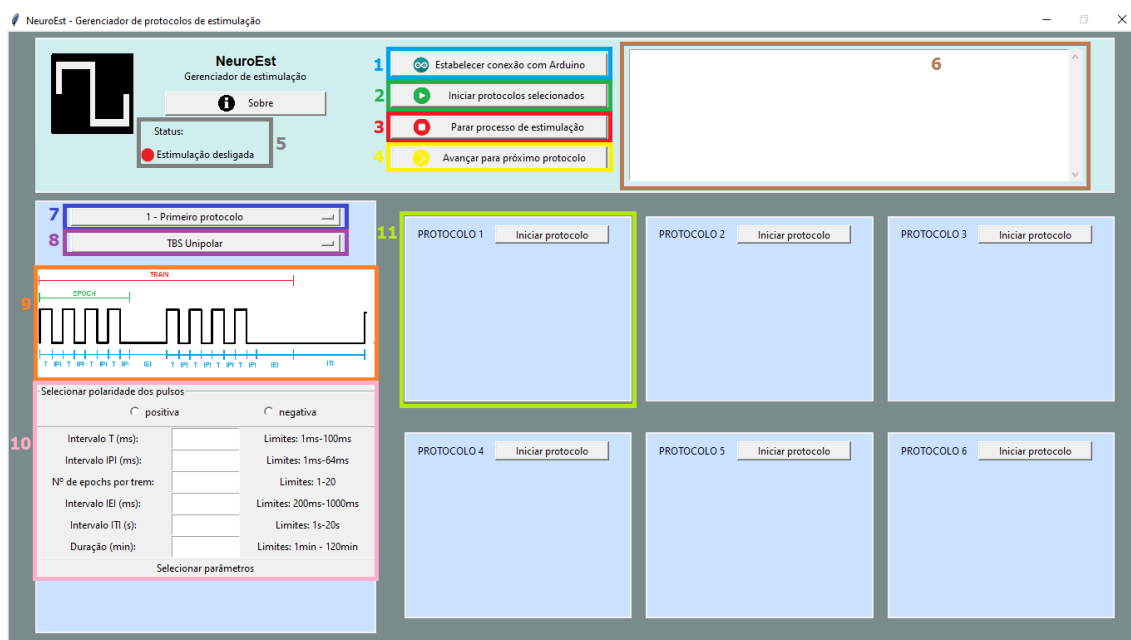 NeuroEst - Gerenciador de protocolos de estimulação
NeuroEst
Gerenciador de estimulação
Sobre
Status:
Estimulação desligada
5
1 Estabelecer conexão com Arduino
2 Iniciar protocolos selecionados
3 Parar processo de estimulação
4 Avançar para próximo protocolo
6
7 1 - Primeiro protocolo
8 TBS Unipolar
9
TRAIN
EPOCH
T IPI T IPI T IPI T IPI IEI T IPI T IPI T IPI T IPI IEI ITI
10
Selecionar polaridade dos pulsos
positiva negativa
Intervalo T (ms): Limites: 1ms-100ms
Intervalo IPI (ms): Limites: 1ms-64ms
Nº de epochs por trem: Limites: 1-20
Intervalo IEI (ms): Limites: 200ms-1000ms
Intervalo ITI (s): Limites: 1s-20s
Duração (min): Limites: 1min - 120min
Selecionar parâmetros
11
PROTOCOLO 1 Iniciar protocolo
PROTOCOLO 2 Iniciar protocolo
PROTOCOLO 3 Iniciar protocolo
PROTOCOLO 4 Iniciar protocolo
PROTOCOLO 5 Iniciar protocolo
PROTOCOLO 6 Iniciar protocolo